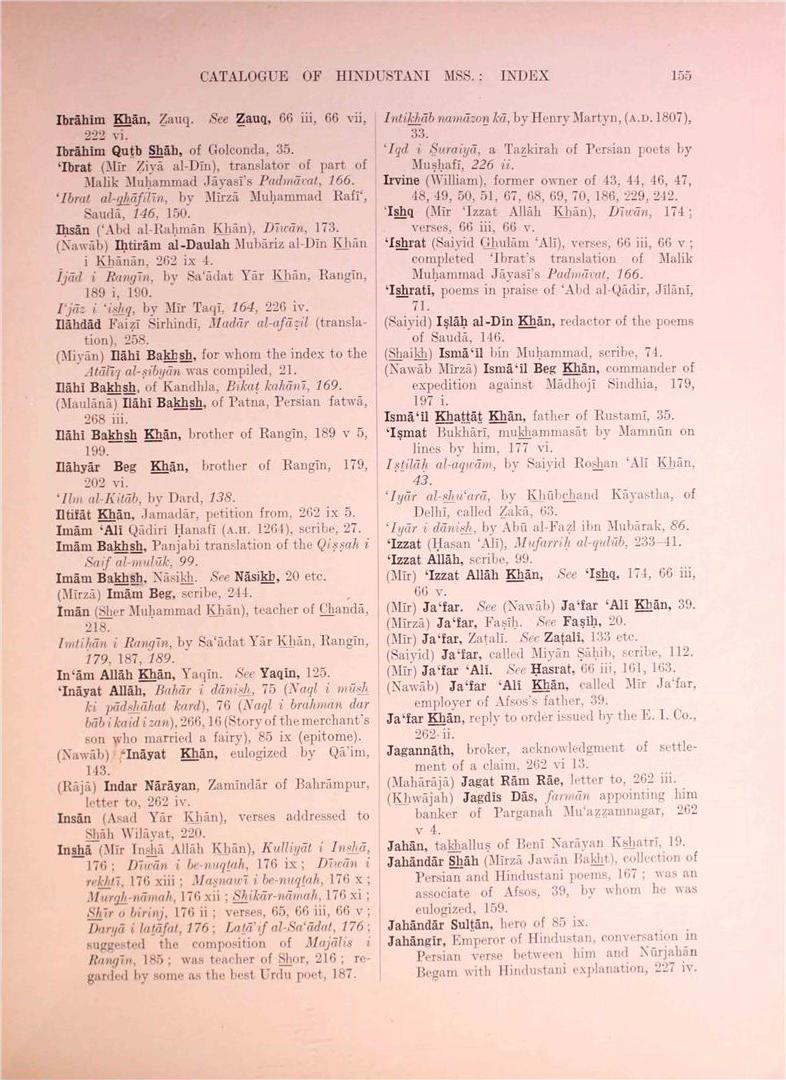 CATALOGUE OF HINDUSTANI MSS.: INDEX 155
Ibrāhīm Khān, Z̤auq. See Z̤auq, 66 iii, 66 vii,
222 vi.
Ibrāhīm Quṭb Shāh, of Golconda, 35.
‘Ibrat (Mīr Ẓiyā al-Dīn), translator of part of
Malik Muḥammad Jāyasī's Padmāvat, 166.
‘Ibrat al-ghāfilīn, by Mīrzā Muḥammad Rafī‘,
Saudā, 146, 150.
Iḥsān (‘Abd al-Raḥmān Khān), Dīwān, 173.
(Nawāb) Iḥtirām al-Daulah Mubāriz al-Dīn Khān
i Khānān, 262 ix 4.
Ījād i Rangīn, by Sa‘ādat Yār Khān, Rangīn,
189 i, 190.
I‘jāz i ‘ishq, by Mīr Taqī, 164, 226 iv.
Ilāhdād Faiẓī Sirhindī, Madār al-afāẓil (transla-
tion), 258.
(Miyān) Ilāhī Bakhsh, for whom the index to the
Atālīq al-ṣibyān was compiled, 21.
Ilāhī Bakhsh, of Kandhla, Bikaṭ kahānī, 169.
(Maulānā) Ilāhī Bakhsh, of Patna, Persian fatwā,
268 iii.
Ilāhī Bakhsh Khān, brother of Rangīn, 189 v 5,
199.
Ilāhyār Beg Khān, brother of Rangīn, 179,
202 vi.
‘Ilm al-Kitāb, by Dard, 138.
Iltifāt Khān, Jamadār, petition from, 262 ix 5.
Imām ‘Alī Qādirī Ḥanafī (A.H. 1264), scribe, 27.
Imām Bakhsh, Panjabi translation of the Qiṣṣah i
Saif al-mulūk, 99.
Imām Bakhsh, Nāsikh. See Nāsikh, 20 etc.
(Mīrzā) Imām Beg, scribe, 244.
Īmān (Sher Muḥammad Khān), teacher of Chandā,
218.
Imtiḥān i Rangīn, by Sa‘ādat Yār Khān, Rangīn,
179, 187, 189.
In‘ām Allāh Khān, Yaqīn. See Yaqīn, 125.
‘Ināyat Allāh, Bahār i dānish, 75 (Naql i mūsh
ki pādshāhat kard), 76 (Naql i brahman dar
bāb i kaid i zan), 266, 16 (Story of the merchant's
son who married a fairy), 85 ix (epitome).
(Nawāb) ‘Ināyat Khān, eulogized by Qā'im,
143.
(Rājā) Indar Nārāyan, Zamīndār of Bahrāmpur,
letter to, 262 iv.
Insān (Asad Yār Khān), verses addressed to
Shāh Wilāyat, 220.
Inshā (Mīr Inshā Allāh Khān), Kulliyāt i Inshā,
176; Dīwān i be-nuqṭah, 176 ix; Dīwān i
rekhtī, 176 xiii; Mas̤nawī i be-nuqṭah, 176 x;
Murgh-nāmah, 176 xii; Shikār-nāmah, 176 xi;
Shīr o birinj, 176 ii; verses, 65, 66 iii, 66 v;
Daryā i laṭāfat, 176; Laṭā'if al-Sa‘ādat, 176;
suggested the composition of Majālis i
Rangīn, 185; was teacher of Shor, 216; re-
garded by some as the best Urdu poet, 187.
Intikhāb namāzon kā, by Henry Martyn, (A.D. 1807),
33.
‘Iqd i S̤uraiyā, a Taẕkirah of Persian poets by
Muṣḥafī, 226 ii.
Irvine (William), former owner of 43, 44, 46, 47,
48, 49, 50, 51, 67, 68, 69, 70, 186, 229, 242.
‘Ishq (Mīr ‘Izzat Allāh Khān), Dīwān, 174;
verses, 66 iii, 66 v.
‘Ishrat (Saiyid Ghulām ‘Alī), verses, 66 iii, 66 v;
completed ‘Ibrat's translation of Malik
Muḥammad Jāyasī's Padmāvat, 166.
‘Ishrati, poems in praise of ‘Abd al-Qādir, Jīlānī,
71.
(Saiyid) Iṣlāḥ al-Dīn Khān, redactor of the poems
of Saudā, 146.
(Shaikh) Ismā‘īl bin Muḥammad, scribe, 74.
(Nawāb Mīrzā) Ismā‘īl Beg Khān, commander of
expedition against Mādhojī Sindhia, 179,
197 i.
Ismā‘īl Khaṭṭāṭ Khān, father of Rustamī, 35.
‘Iṣmat Bukhārī, mukhammasāt by Mamnūn on
lines by him, 177 vi.
Iṣṭilāḥ al-aqwām, by Saiyid Roshan ‘Alī Khān,
43.
‘Iyār al-shu‘arā, by Khūbchand Kāyastha, of
Delhī, called Ẕakā, 63.
‘Iyār i dānish, by Abū al-Faẓl ibn Mubārak, 86.
‘Izzat (Ḥasan ‘Alī), Mufarriḥ al-qulūb, 233-41.
‘Izzat Allāh, scribe, 99.
(Mīr) ‘Izzat Allāh Khān, See ‘Ishq, 174, 66 iii,
66 v.
(Mīr) Ja‘far. See (Nawāb) Ja‘far ‘Alī Khān, 39.
(Mīrzā) Ja‘far, Faṣīḥ. See Faṣīḥ, 20.
(Mīr) Ja‘far, Zaṭalī. See Zaṭalī, 133 etc.
(Saiyid) Ja‘far, called Miyān Ṣāḥib, scribe, 112.
(Mīr) Ja‘far ‘Alī. See Ḥasrat, 66 iii, 161, 163.
(Nawāb) Ja‘far ‘Alī Khān, called Mīr Ja‘far,
employer of Afsos's father, 39.
Ja‘far Khān, reply to order issued by the E. I. Co.,
262 ii.
Jagannāth, broker, acknowledgment of settle-
ment of a claim, 262 vi 13.
(Mahārājā) Jagat Rām Rāe, letter to, 262 iii.
(Khwājah) Jagdīs Dās, farmān appointing him
banker of Parganah Mu‘aẓẓamnagar, 262
v 4.
Jahān, takhalluṣ of Benī Narāyan Kshatrī, 19.
Jahāndār Shāh (Mīrzā Jawān Bakht), collection of
Persian and Hindustani poems, 167; was an
associate of Afsos, 39, by whom he was
eulogized, 159.
Jahāndār Sulṭān, hero of 85 ix.
Jahāngīr, Emperor of Hindustan, conversation in
Persian verse between him and Nūrjahān
Begam with Hindustani explanation, 227 iv.